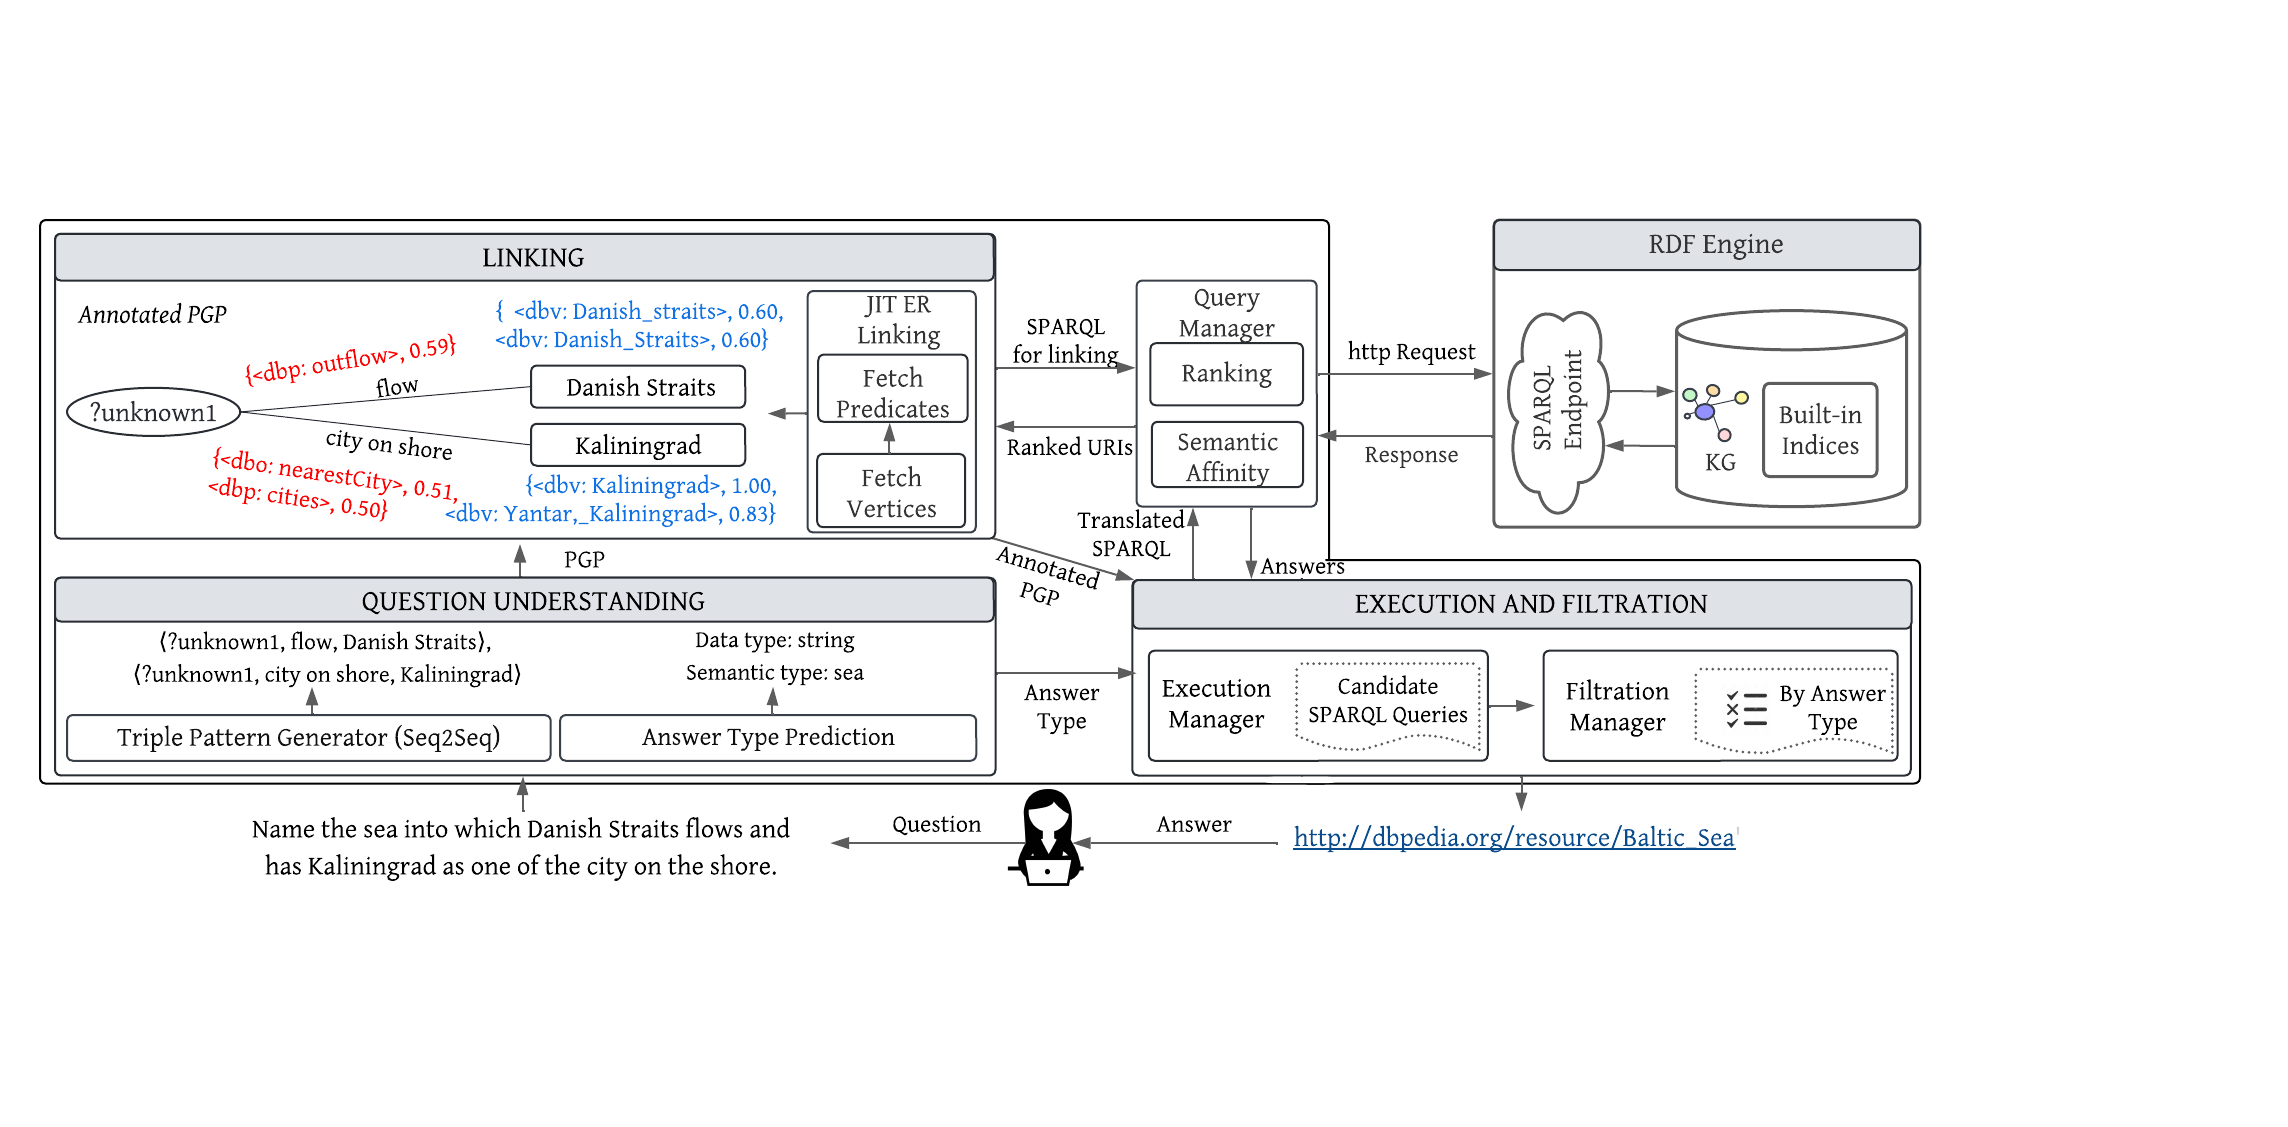 LINKING
Annotated PGP
{ <dbv: Danish_straits>, 0.60,
<dbv: Danish_Straits>, 0.60}
{<dbp: outflow>, 0.59}
flow
Danish Straits
?unknown1
city on shore
Kaliningrad
{<dbo: nearestCity>, 0.51,
<dbp: cities>, 0.50}
{<dbv: Kaliningrad>, 1.00,
<dbv: Yantar,_Kaliningrad>, 0.83}
JIT ER
Linking
Fetch
Predicates
Fetch
Vertices
SPARQL
for linking
Ranked URIs
Query
Manager
Ranking
Semantic
Affinity
http Request
Response
RDF Engine
SPARQL
Endpoint
KG
Built-in
Indices
PGP
Annotated
PGP
Translated
SPARQL
Answers
QUESTION UNDERSTANDING
⟨?unknown1, flow, Danish Straits⟩,
⟨?unknown1, city on shore, Kaliningrad⟩
Data type: string
Semantic type: sea
Triple Pattern Generator (Seq2Seq)
Answer Type Prediction
Answer
Type
EXECUTION AND FILTRATION
Execution
Manager
Candidate
SPARQL Queries
Filtration
Manager
By Answer
Type
Name the sea into which Danish Straits flows and
has Kaliningrad as one of the city on the shore.
Question
Answer
http://dbpedia.org/resource/Baltic_Sea